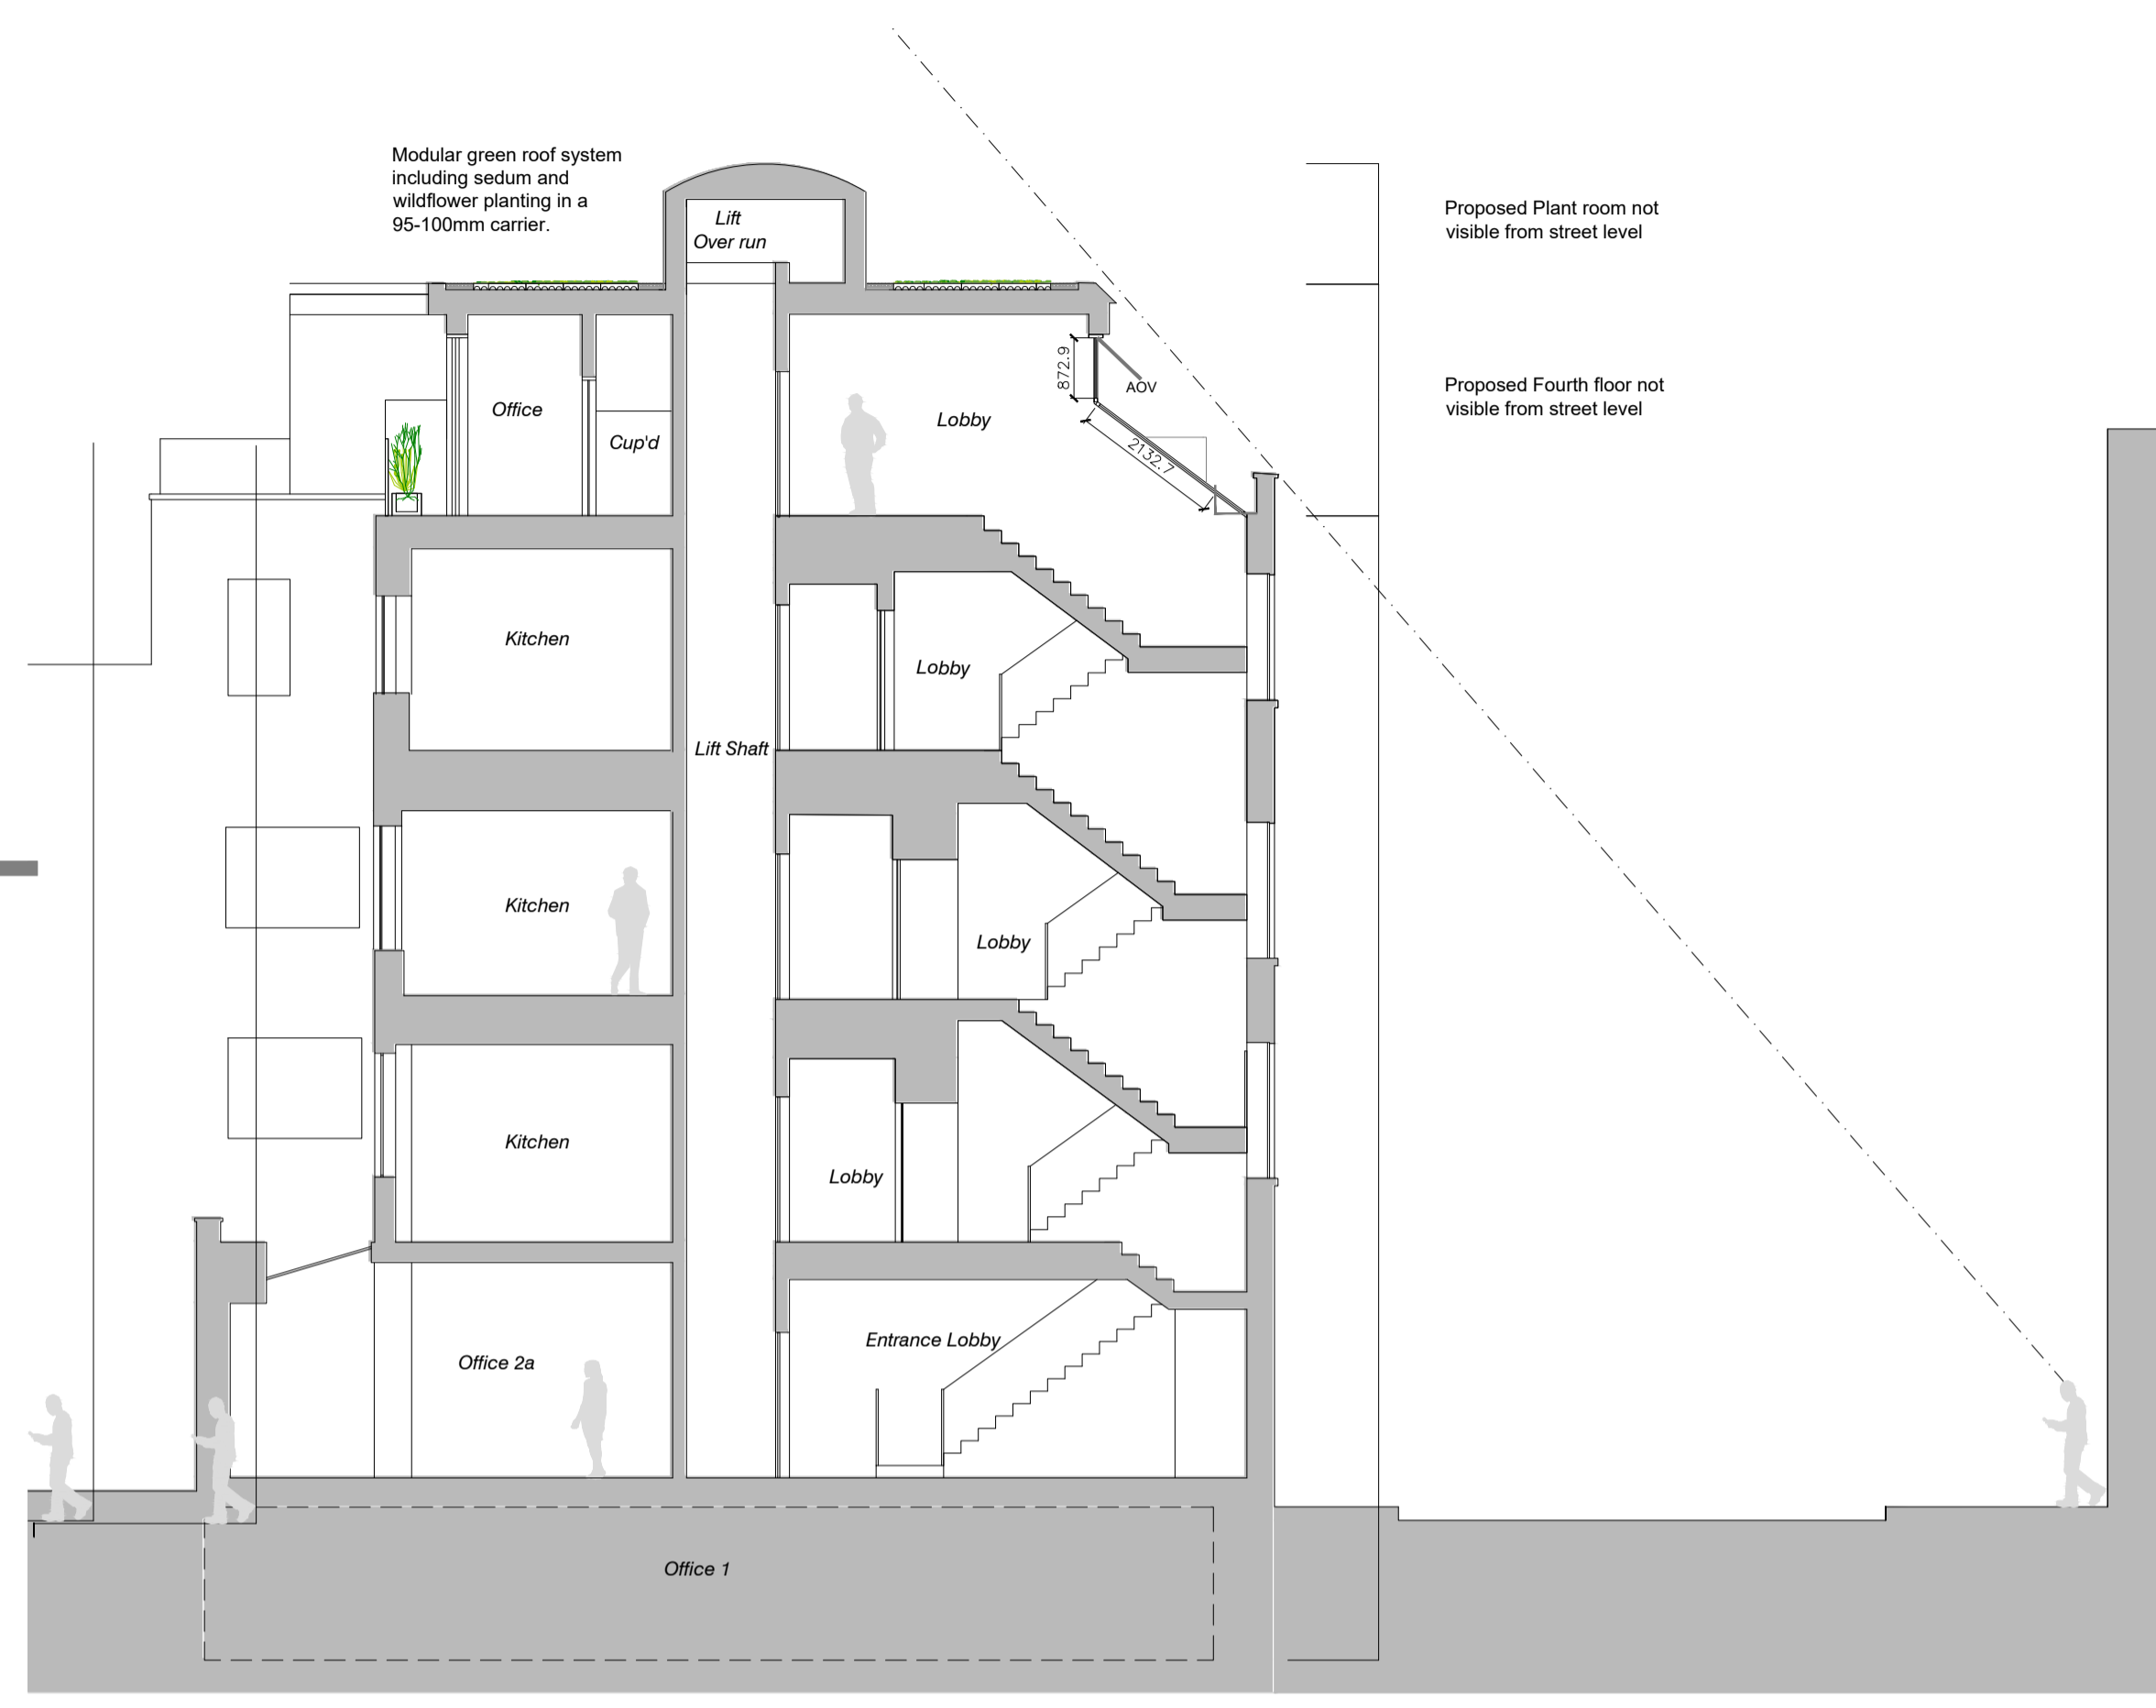 Modular green roof system
including sedum and
wildflower planting in a
95-100mm carrier.
Lift
Over run
Proposed Plant room not
visible from street level
872.9
AOV
Proposed Fourth floor not
visible from street level
Office
Cup'd
Lobby
2132.7
Kitchen
Lobby
Lift Shaft
Kitchen
Lobby
Kitchen
Lobby
Entrance Lobby
Office 2a
Office 1